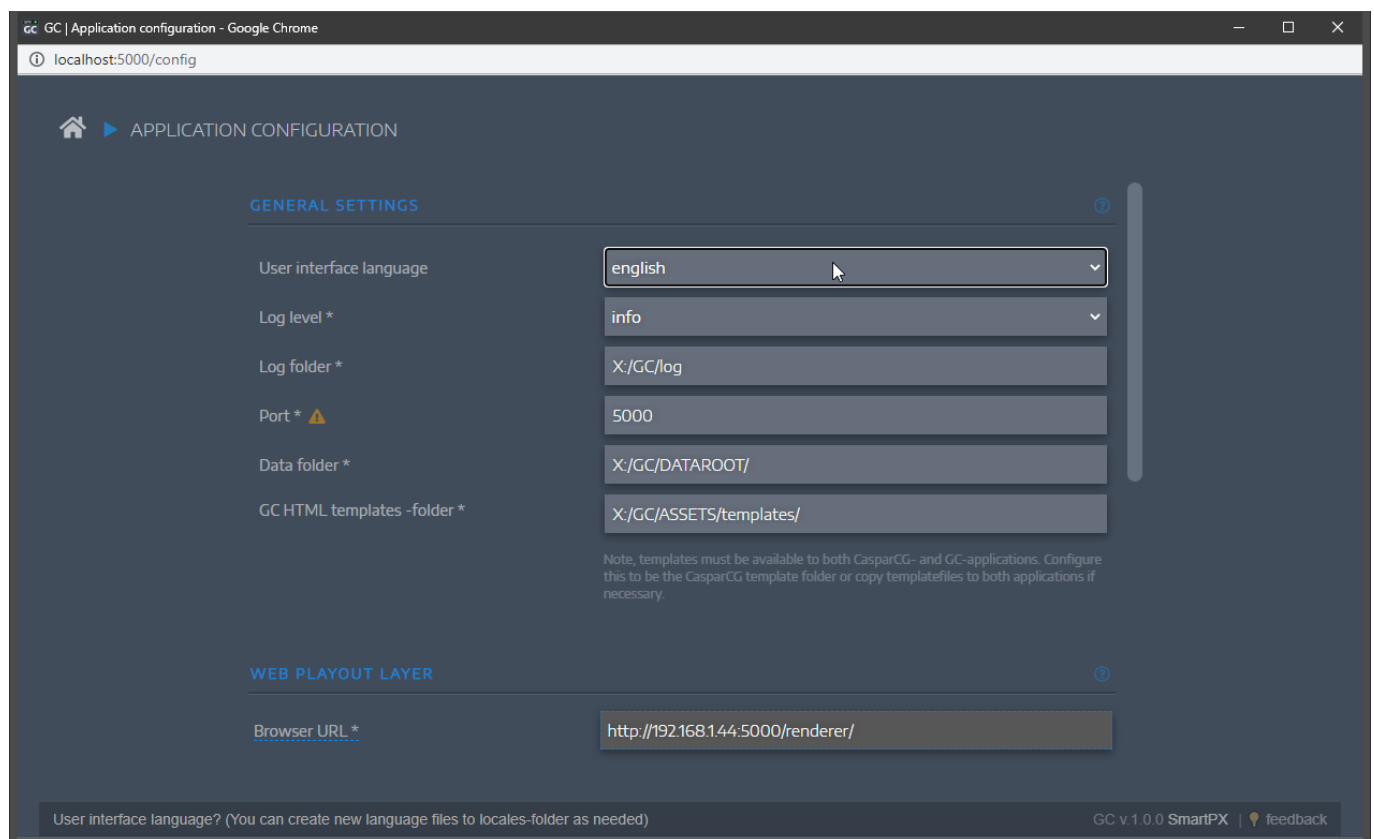 GC GC | Application configuration - Google Chrome
localhost:5000/config
APPLICATION CONFIGURATION
GENERAL SETTINGS
User interface language english
Log level * info
Log folder * X:/GC/log
Port * 5000
Data folder * X:/GC/DATAROOT/
GC HTML templates -folder * X:/GC/ASSETS/templates/
Note, templates must be available to both CasparCG- and GC-applications. Configure
this to be the CasparCG template folder or copy templatefiles to both applications if
necessary.
WEB PLAYOUT LAYER
Browser URL * http://192.168.1.44:5000/renderer/
User interface language? (You can create new language files to locales-folder as needed) GC v.1.0.0 SmartPX | feedback